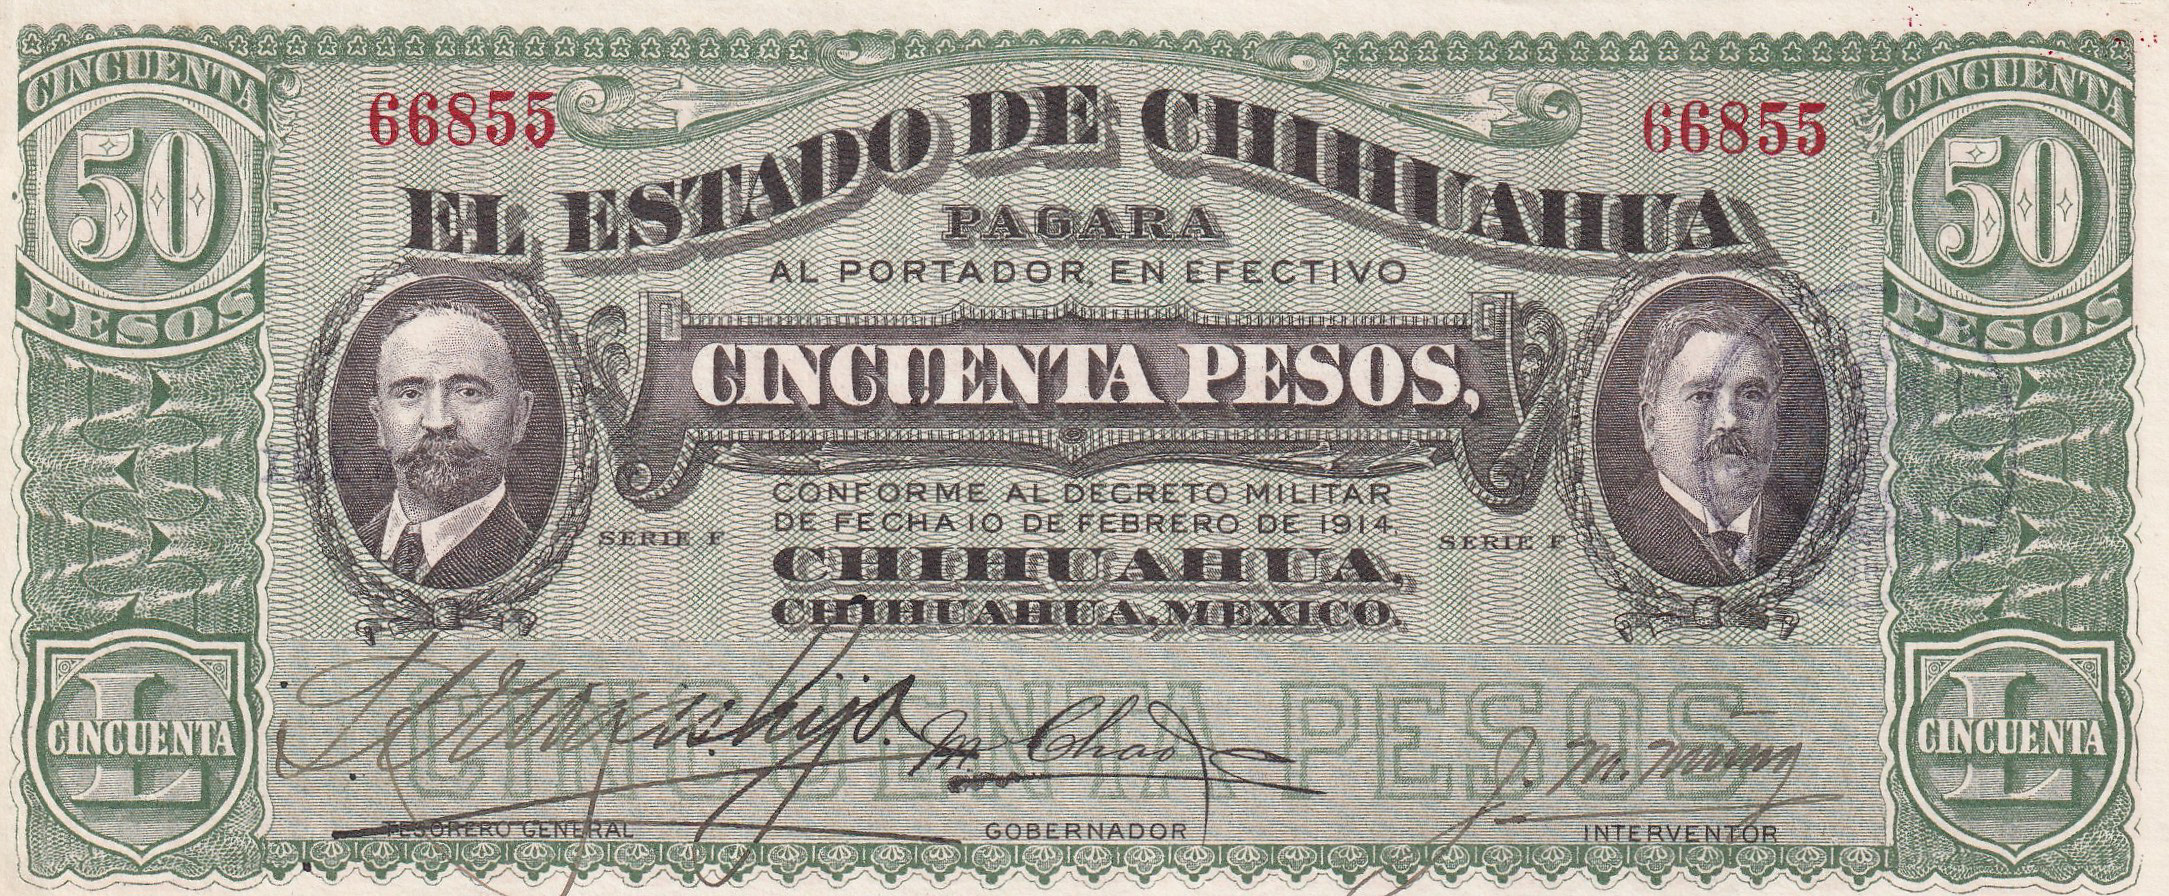 CINCUENTA
50
PESOS
66855
66855
CINCUENTA
50
PESOS
EL ESTADO DE CHIHUAHUA
PAGARA
AL PORTADOR, EN EFECTIVO
CINCUENTA PESOS,
CONFORME AL DECRETO MILITAR
DE FECHA 10 DE FEBRERO DE 1914.
SERIE F
SERIE F
CHIHUAHUA,
CHIHUAHUA, MEXICO.
CINCUENTA PESOS
L
CINCUENTA
M Chao
L
CINCUENTA
TESORERO GENERAL
GOBERNADOR
INTERVENTOR